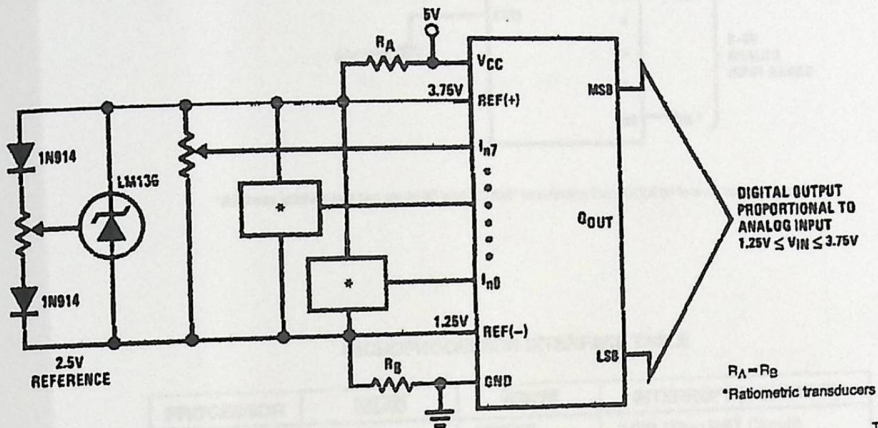 5V
RA
VCC
3.75V
REF(+)
MSB
1N914
LM136
In7
*
QOUT
DIGITAL OUTPUT
PROPORTIONAL TO
ANALOG INPUT
1.25V ≤ VIN ≤ 3.75V
*
In0
1N914
1.25V
REF(−)
2.5V
REFERENCE
RB
GND
LSB
RA=RB
*Ratiometric transducers